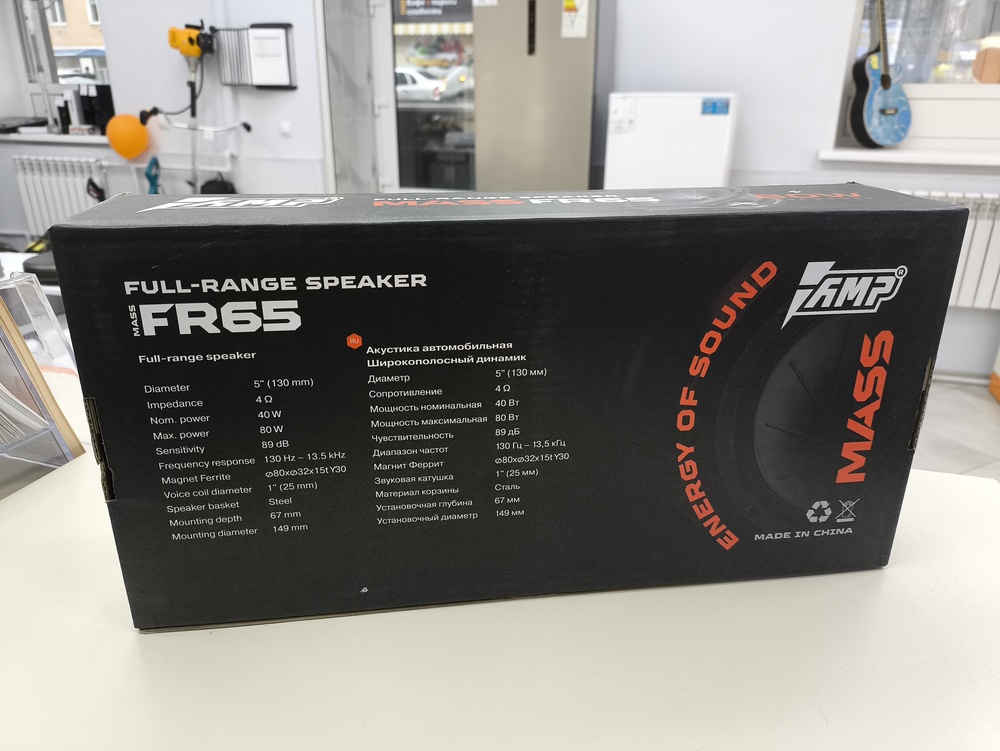 AMP
FULL-RANGE SPEAKER
MASS FR65
FULL-RANGE SPEAKER
MASS
FR65
Full-range speaker
Diameter 5" (130 mm)
Impedance 4 Ω
Nom. power 40 W
Max. power 80 W
Sensitivity 89 dB
Frequency response 130 Hz – 13.5 kHz
Magnet Ferrite ⌀80x⌀32x15t Y30
Voice coil diameter 1" (25 mm)
Speaker basket Steel
Mounting depth 67 mm
Mounting diameter 149 mm
RU
Акустика автомобильная
Широкополосный динамик
Диаметр 5" (130 мм)
Сопротивление 4 Ω
Мощность номинальная 40 Вт
Мощность максимальная 80 Вт
Чувствительность 89 дБ
Диапазон частот 130 Гц – 13,5 кГц
Магнит Феррит ⌀80x⌀32x15t Y30
Звуковая катушка 1" (25 мм)
Материал корзины Сталь
Установочная глубина 67 мм
Установочный диаметр 149 мм
ENERGY OF SOUND
AMP®
MASS
MADE IN CHINA